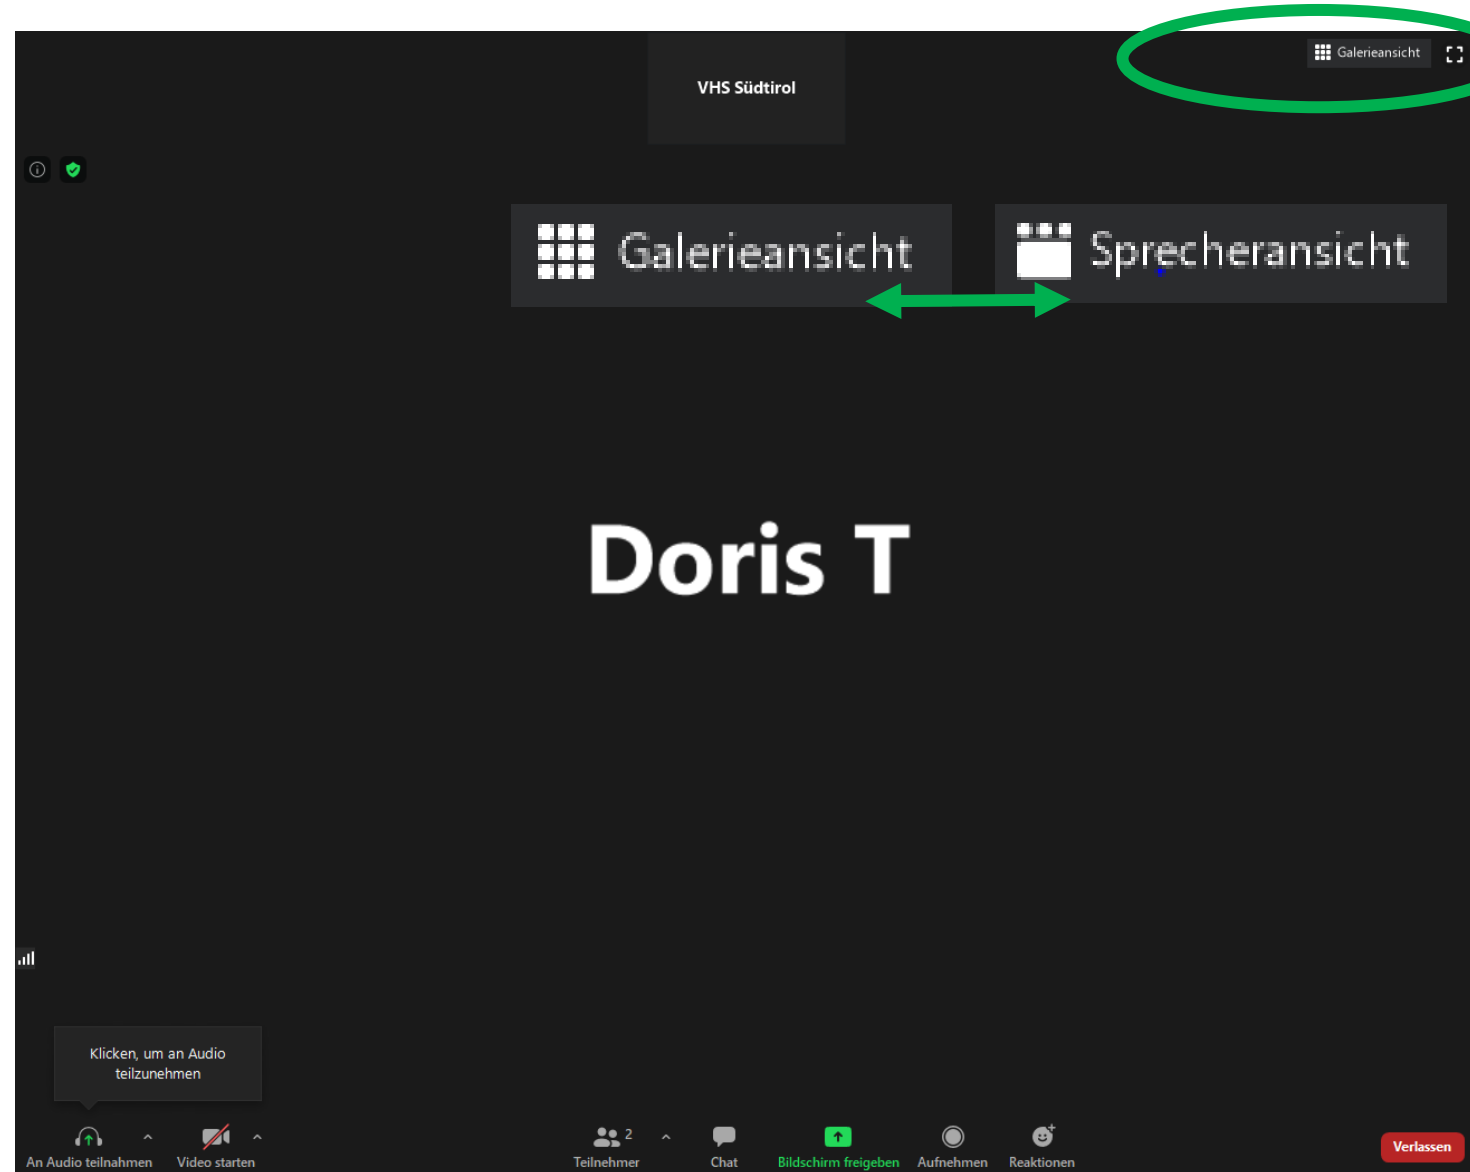 Galerieansicht
VHS Südtirol
Galerieansicht
Sprecheransicht
Doris T
Klicken, um an Audio
teilzunehmen
2
An Audio teilnahmen
Video starten
Teilnehmer
Chat
Bildschirm freigeben
Aufnehmen
Reaktionen
Verlassen